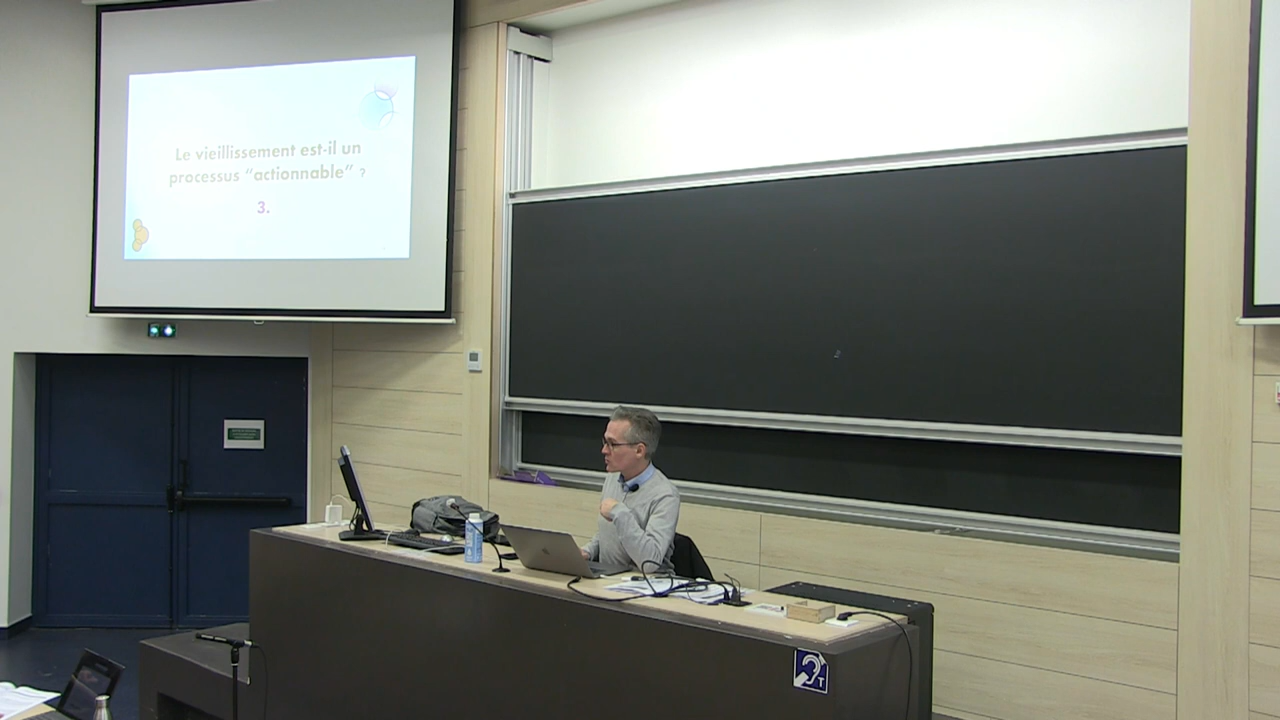 Le vieillissement est-il un
processus “actionnable” ?
3.
T